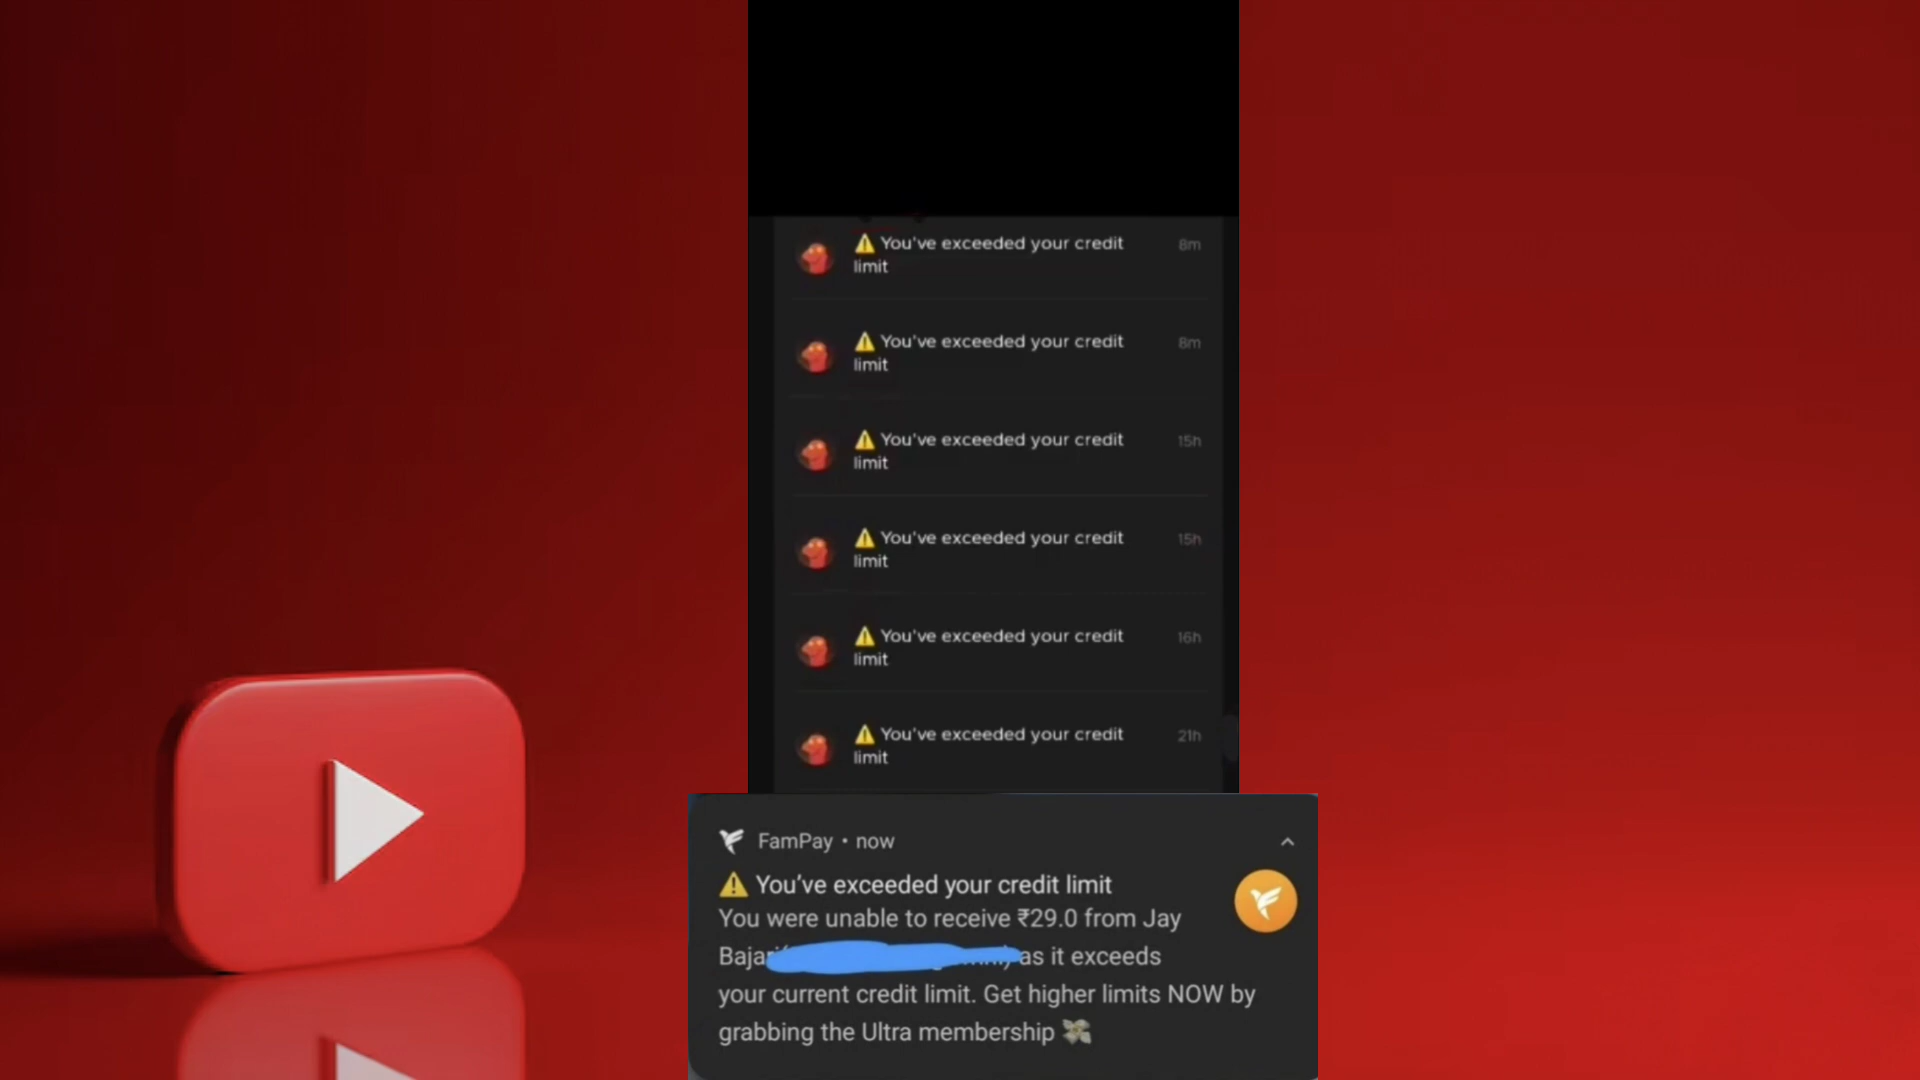 ⚠️ You've exceeded your credit 8m
limit
⚠️ You've exceeded your credit 8m
limit
⚠️ You've exceeded your credit 15h
limit
⚠️ You've exceeded your credit 15h
limit
⚠️ You've exceeded your credit 16h
limit
⚠️ You've exceeded your credit 21h
limit
FamPay • now
⚠️ You’ve exceeded your credit limit
You were unable to receive ₹29.0 from Jay
as it exceeds
your current credit limit. Get higher limits NOW by
grabbing the Ultra membership 💸